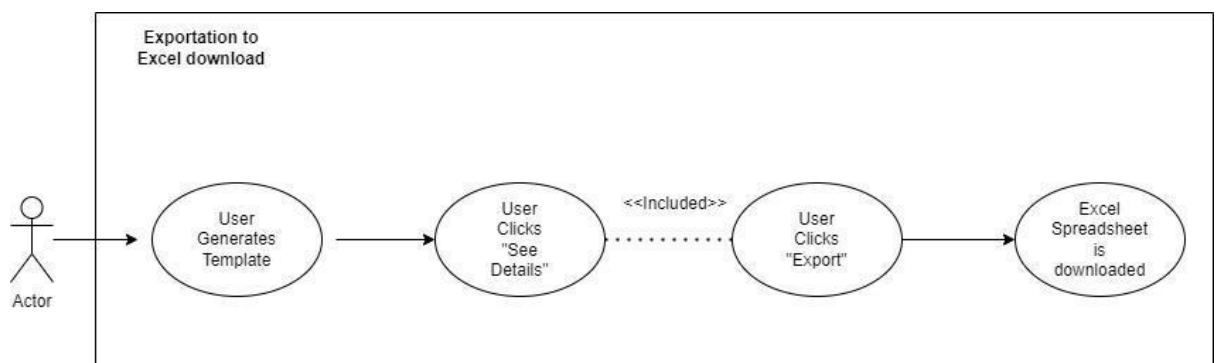 Exportation to
Excel download
Actor
User
Generates
Template
User
Clicks
"See
Details"
<<Included>>
User
Clicks
"Export"
Excel
Spreadsheet
is
downloaded